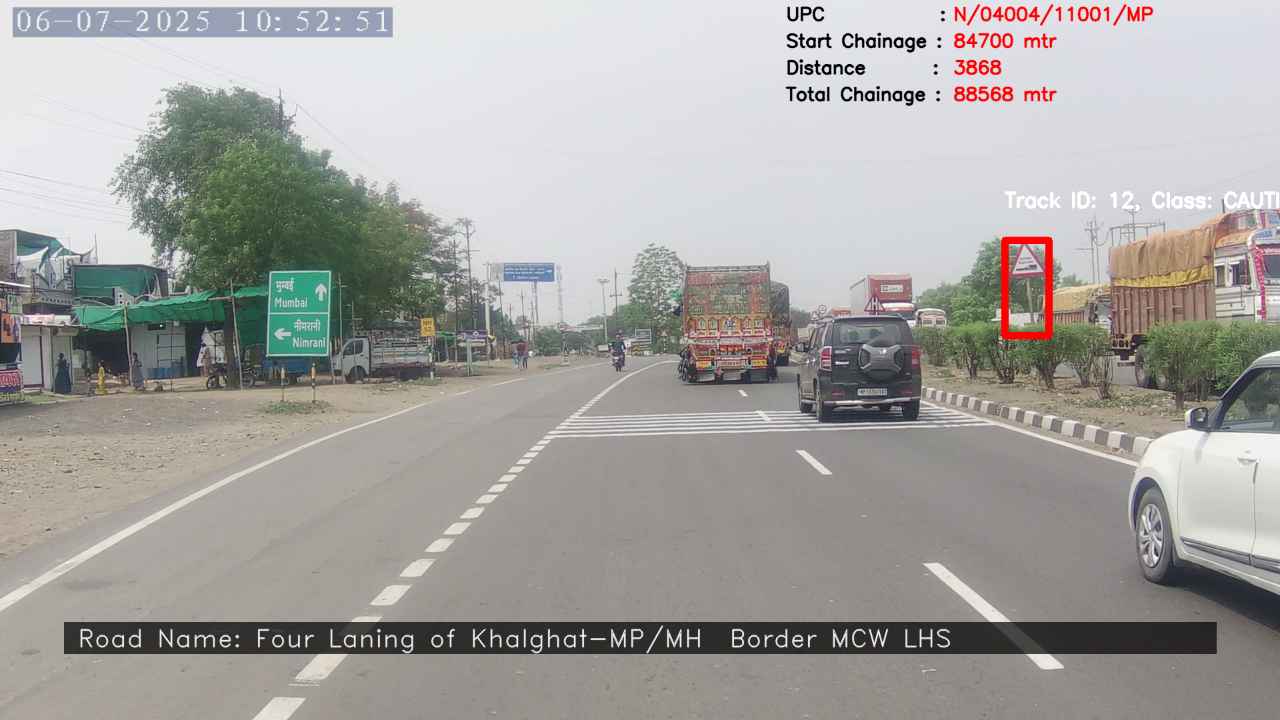 06-07-2025 10:52:51
UPC : N/04004/11001/MP
Start Chainage : 84700 mtr
Distance : 3868
Total Chainage : 88568 mtr
Track ID: 12, Class: CAUTI
मुम्बई
Mumbai
नीमरानी
Nimrani
Road Name: Four Laning of Khalghat-MP/MH Border MCW LHS